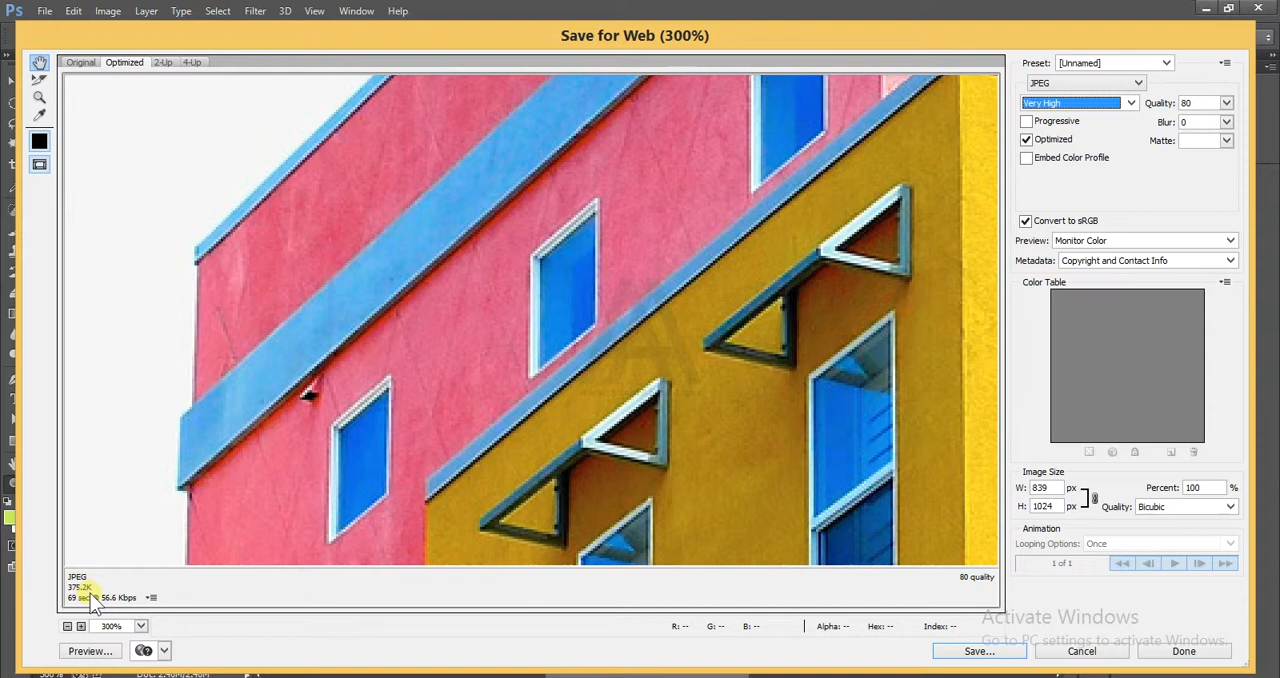 Ps File Edit Image Layer Type Select Filter 3D View Window Help
Save for Web (300%)
Original Optimized 2-Up 4-Up
Preset: [Unnamed]
JPEG
Very High Quality: 80
Progressive Blur: 0
Optimized Matte:
Embed Color Profile
Convert to sRGB
Preview: Monitor Color
Metadata: Copyright and Contact Info
Color Table
Image Size
W: 839 px Percent: 100 %
H: 1024 px Quality: Bicubic
Animation
Looping Options: Once
1 of 1
JPEG 80 quality
375.2K
69 sec 56.6 Kbps
300% R: -- G: -- B: -- Alpha: -- Hex: -- Index: --
Activate Windows
Go to PC settings to activate Windows.
Preview... Save... Cancel Done